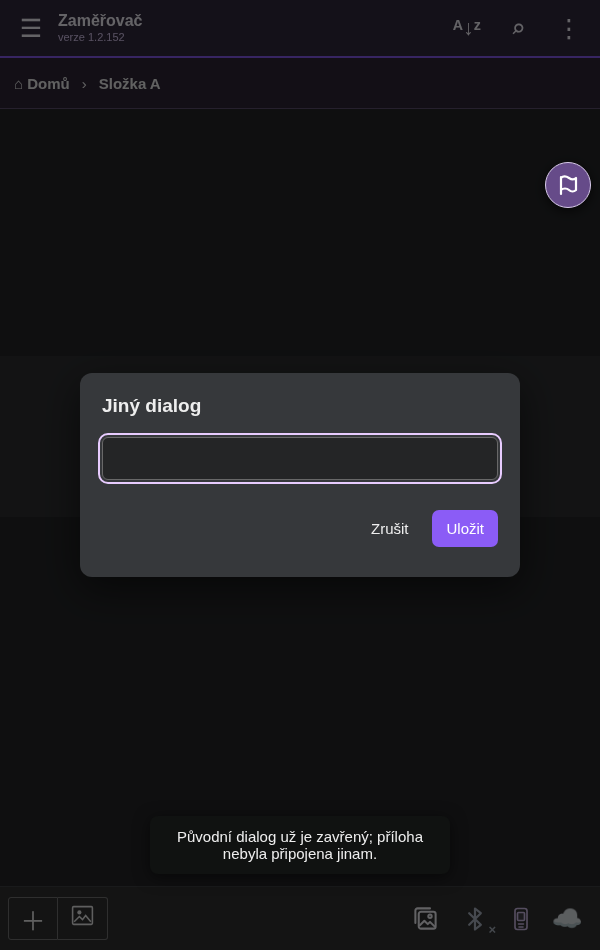 Zaměřovač
verze 1.2.152
A↓z
Domů › Složka A
Jiný dialog
Zrušit
Uložit
Původní dialog už je zavřený; příloha
nebyla připojena jinam.